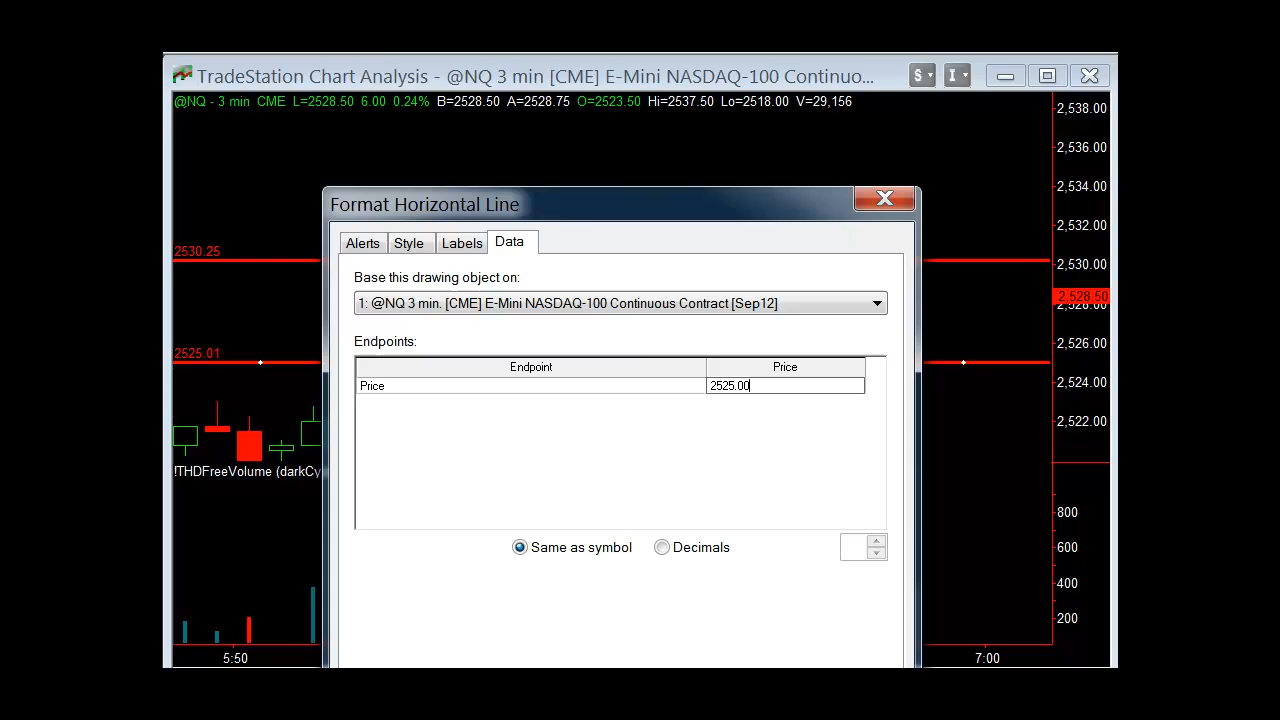 TradeStation Chart Analysis - @NQ 3 min [CME] E-Mini NASDAQ-100 Continuo...
S
I
@NQ - 3 min CME L=2528.50 6.00 0.24% B=2528.50 A=2528.75 O=2523.50 Hi=2537.50 Lo=2518.00 V=29,156
2,538.00
2,536.00
2,534.00
2,532.00
2,530.00
2,528.50
2,528.00
2,526.00
2,524.00
2,522.00
2530.25
2525.01
Format Horizontal Line
Alerts
Style
Labels
Data
Base this drawing object on:
1: @NQ 3 min. [CME] E-Mini NASDAQ-100 Continuous Contract [Sep12]
Endpoints:
Endpoint Price
Price 2525.00
Same as symbol
Decimals
!THDFreeVolume (darkCy
800
600
400
200
5:50
7:00